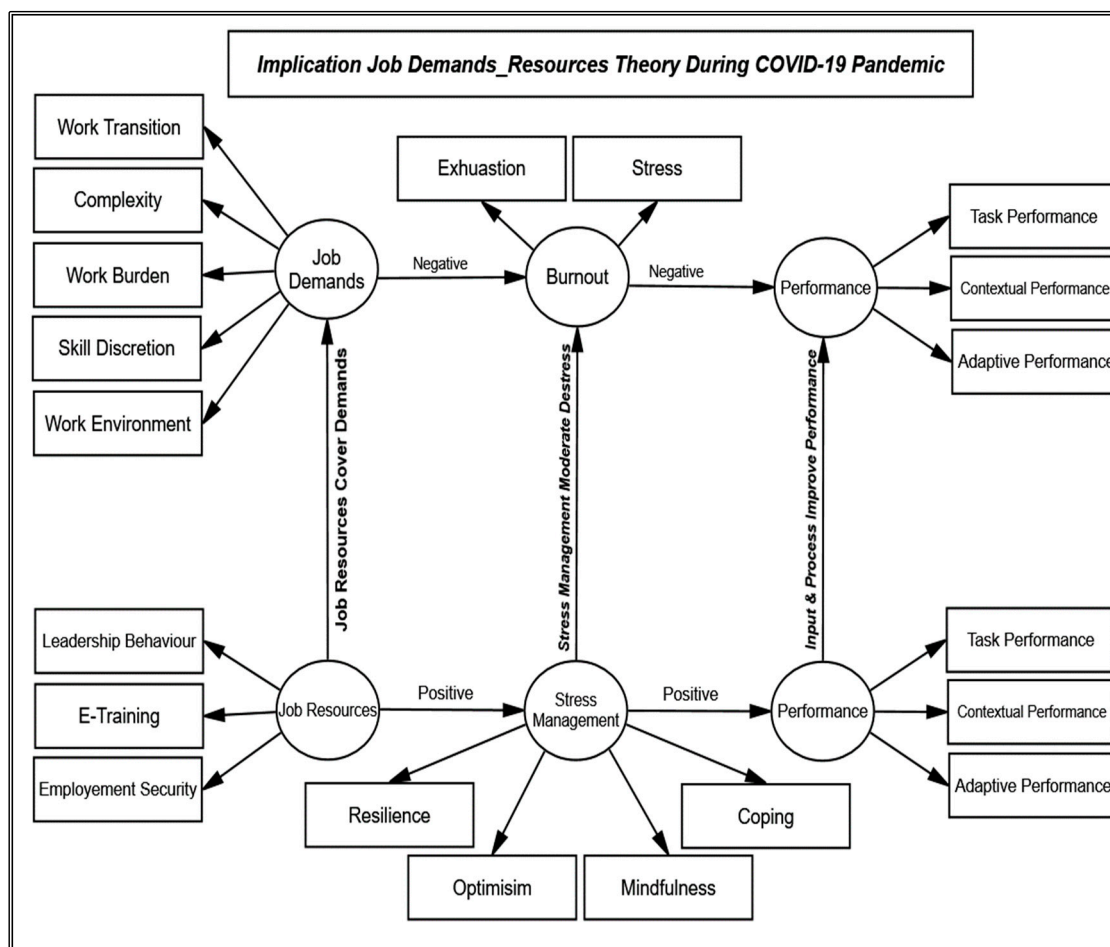 Implication Job Demands_Resources Theory During COVID-19 Pandemic
Work Transition
Complexity
Work Burden
Skill Discretion
Work Environment
Job
Demands
Negative
Exhuastion
Stress
Burnout
Negative
Performance
Task Performance
Contextual Performance
Adaptive Performance
Job Resources Cover Demands
Stress Management Moderate Destress
Input & Process Improve Performance
Leadership Behaviour
E-Training
Employement Security
Job Resources
Positive
Stress
Management
Positive
Performance
Task Performance
Contextual Performance
Adaptive Performance
Resilience
Optimisim
Mindfulness
Coping